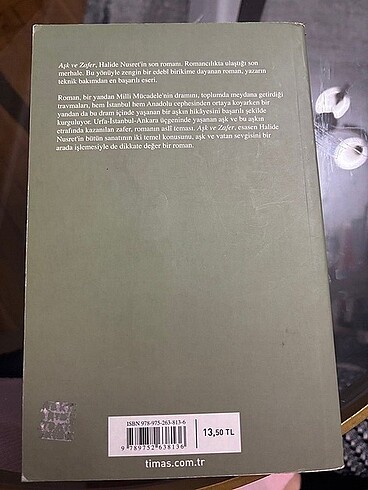 Aşk ve Zafer, Halide Nusret'in son romanı. Romancılıkta ulaştığı son
merhale. Bu yönüyle zengin bir edebî birikime dayanan roman, yazarın
teknik bakımından en başarılı eseri.
Roman, bir yandan Milli Mücadele'nin dramını, toplumda meydana getirdiği
travmaları, hem İstanbul hem Anadolu cephesinden ortaya koyarken bir
yandan da bu dram içinde yaşanan bir aşkın hikâyesini başarılı şekilde
kurguluyor. Urfa-İstanbul-Ankara üçgeninde yaşanan aşk ve bu aşkın
etrafında kazanılan zafer, romanın aslî teması. Aşk ve Zafer, esasen Halide
Nusret'in bütün sanatının iki temel konusunu, aşk ve vatan sevgisini bir
arada işlemesiyle de dikkate değer bir roman.
ISBN 978-975-263-813-6
13,50 TL
9 789752 638136
timas.com.tr